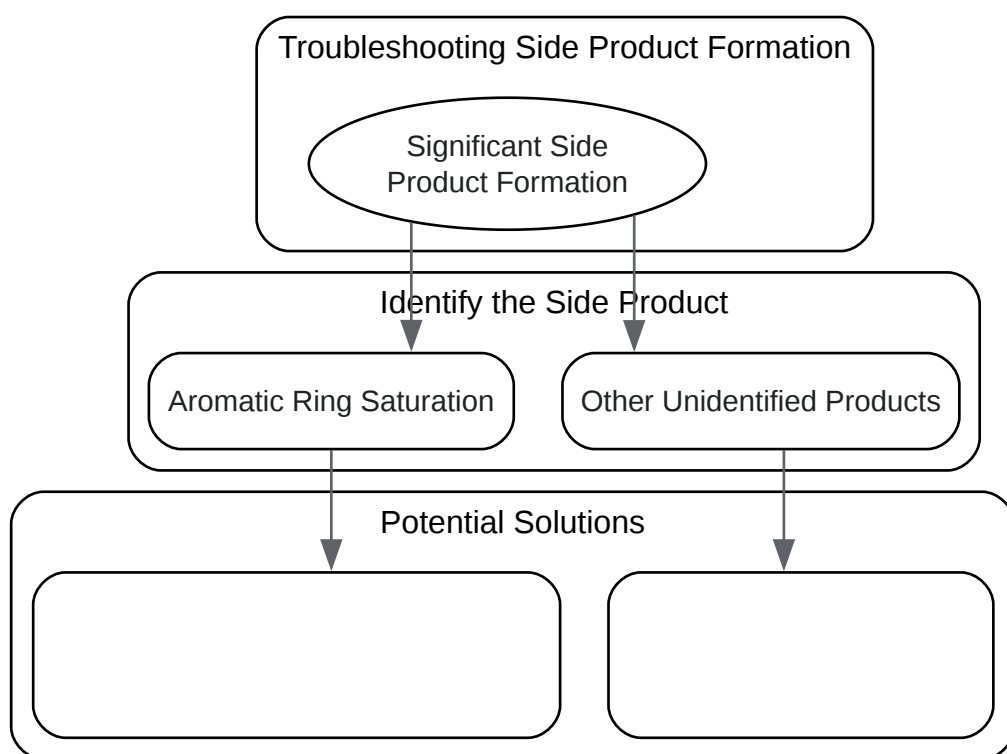 Troubleshooting Side Product Formation
Significant Side
Product Formation
Identify the Side Product
Aromatic Ring Saturation
Other Unidentified Products
Potential Solutions